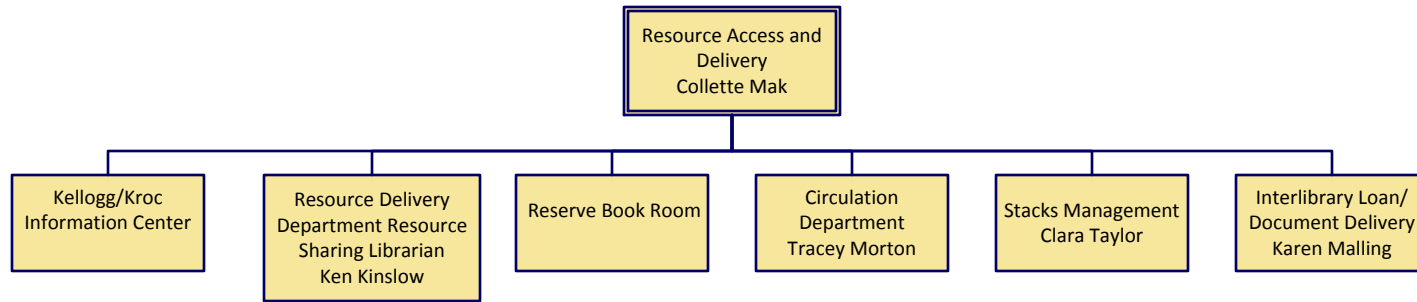 Resource Access and
Delivery
Collette Mak
Kellogg/Kroc
Information Center
Resource Delivery
Department Resource
Sharing Librarian
Ken Kinslow
Reserve Book Room
Circulation
Department
Tracey Morton
Stacks Management
Clara Taylor
Interlibrary Loan/
Document Delivery
Karen Malling